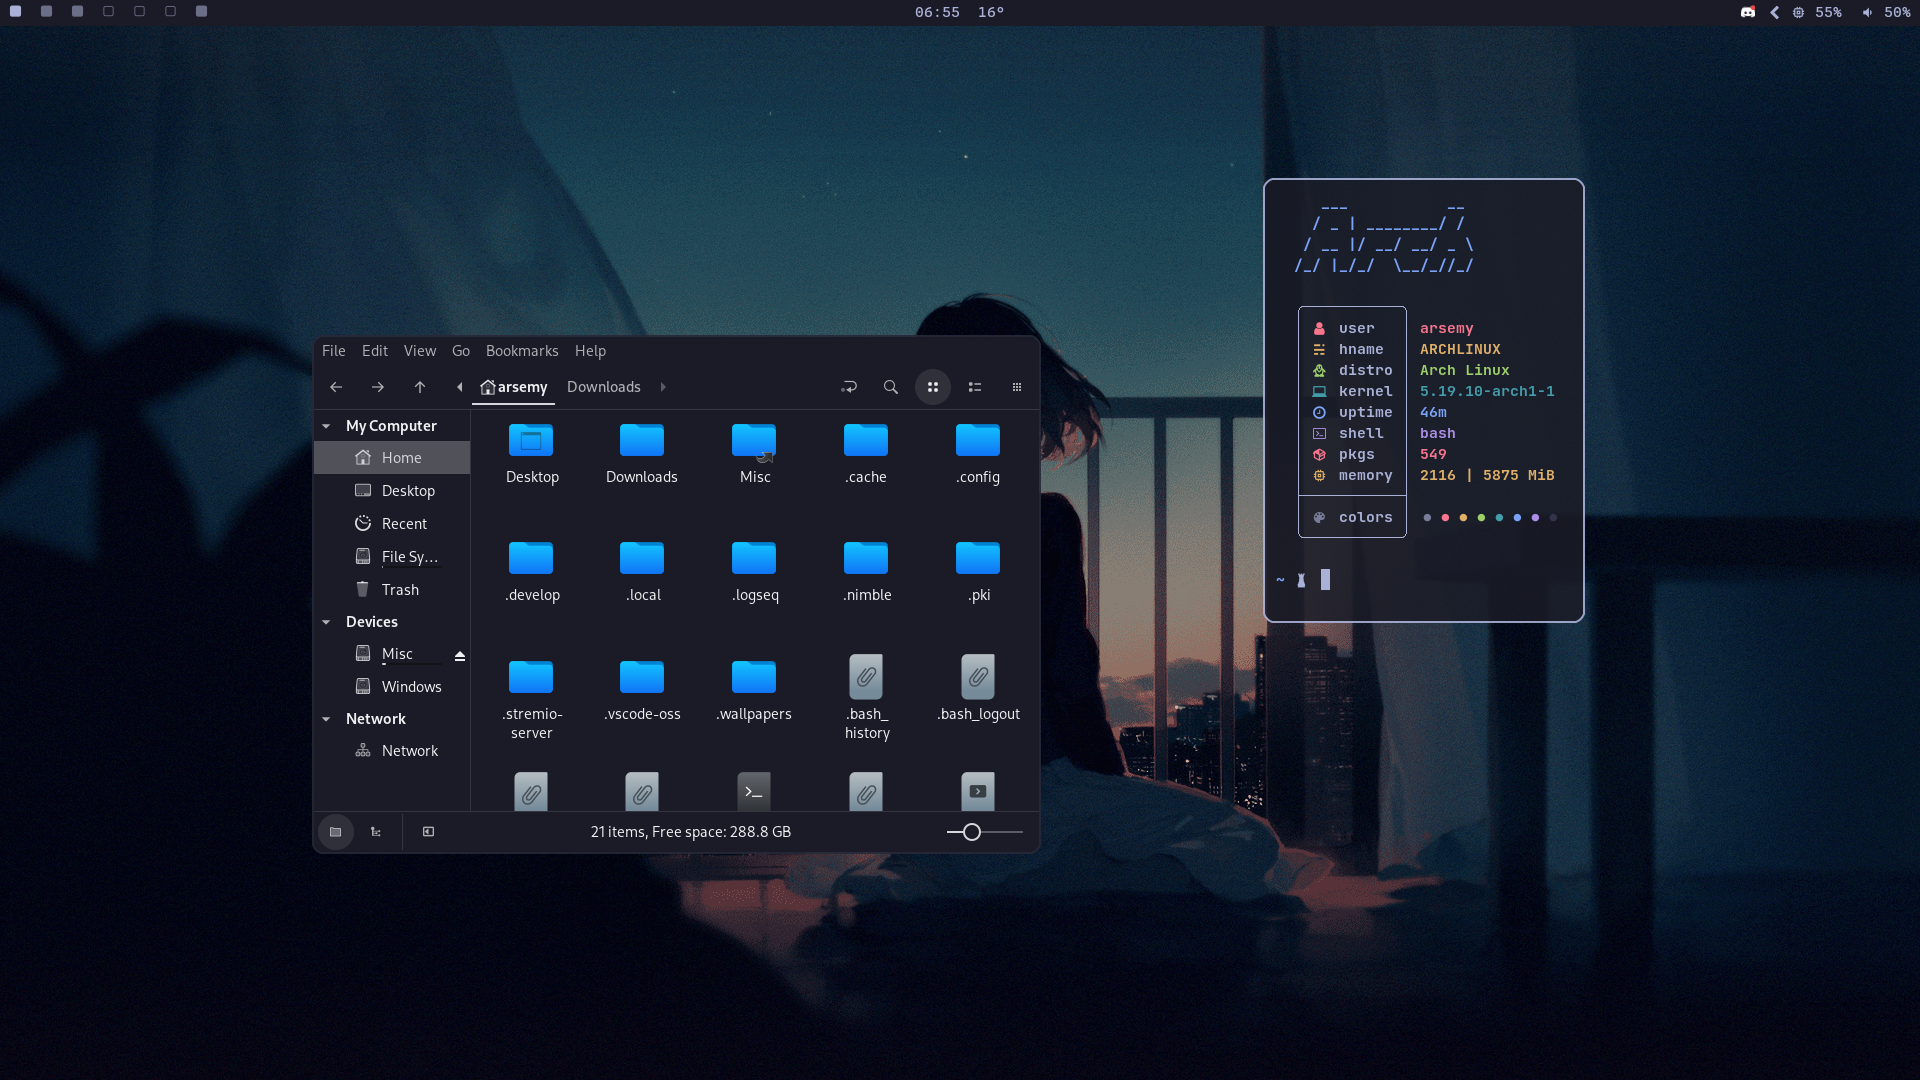 06:55 16°
55% 50%
File Edit View Go Bookmarks Help
arsemy Downloads
My Computer
Home
Desktop
Recent
File Sy...
Trash
Devices
Misc
Windows
Network
Network
Desktop Downloads Misc .cache .config
.develop .local .logseq .nimble .pki
.stremio-
server
.vscode-oss .wallpapers
.bash_
history
.bash_logout
21 items, Free space: 288.8 GB
Arch
user arsemy
hname ARCHLINUX
distro Arch Linux
kernel 5.19.10-arch1-1
uptime 46m
shell bash
pkgs 549
memory 2116 | 5875 MiB
colors
~